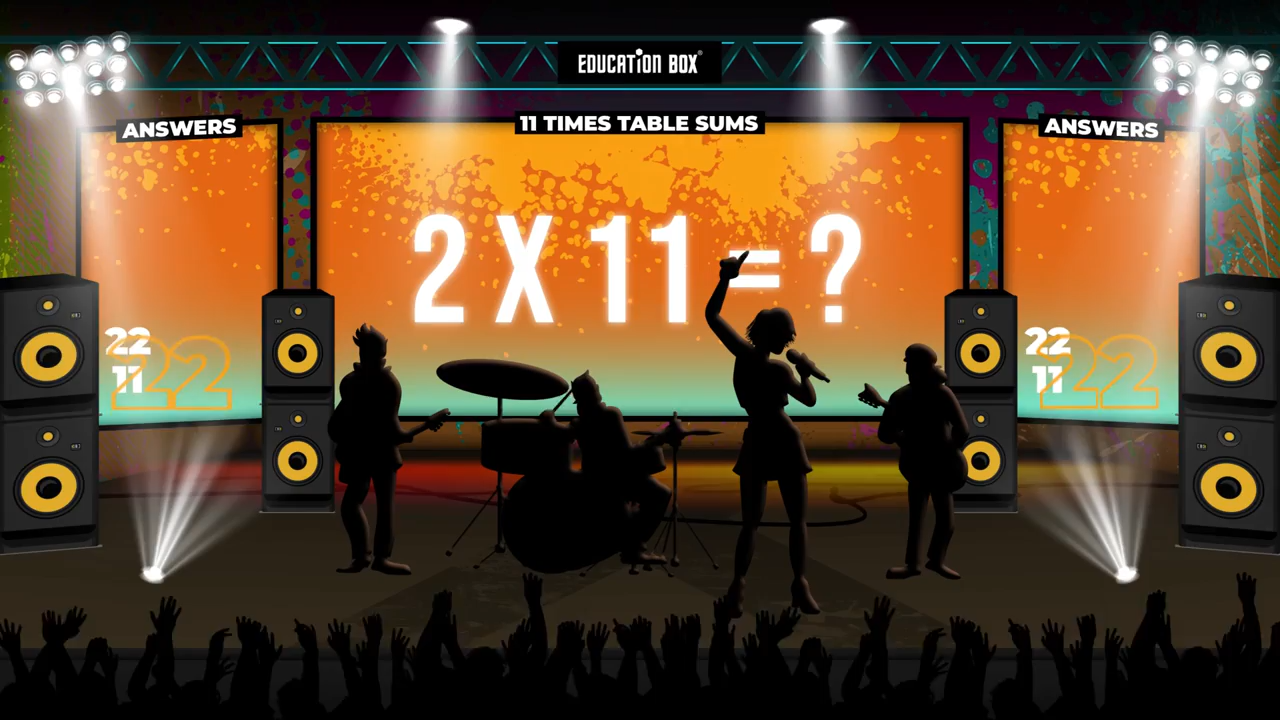 EDUCATION BOX®
ANSWERS
11 TIMES TABLE SUMS
ANSWERS
2 X 11 = ?
22
11
22
22
11
22